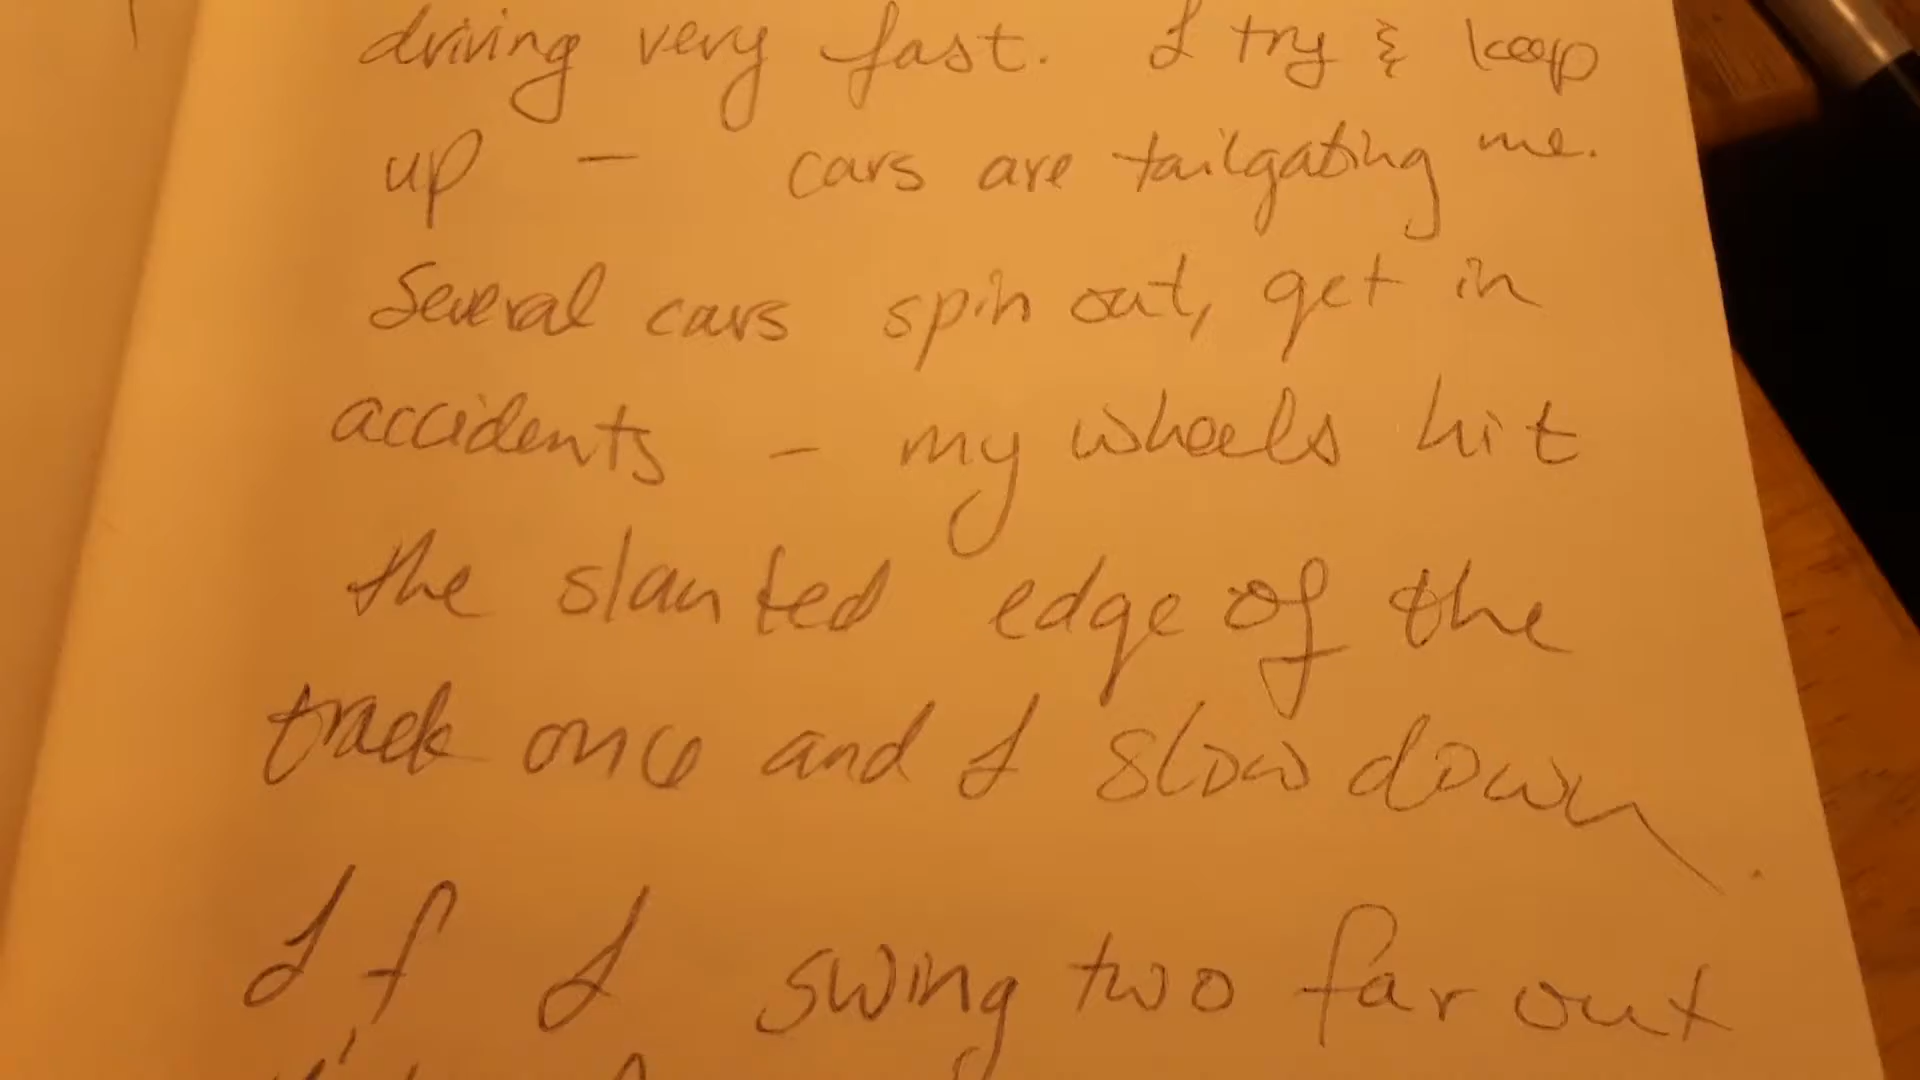 driving very fast. I try & keep
up — cars are tailgating me.
Several cars spin out, get in
accidents - my wheels hit
the slanted edge of the
track once and I slow down.
If I swing two far out